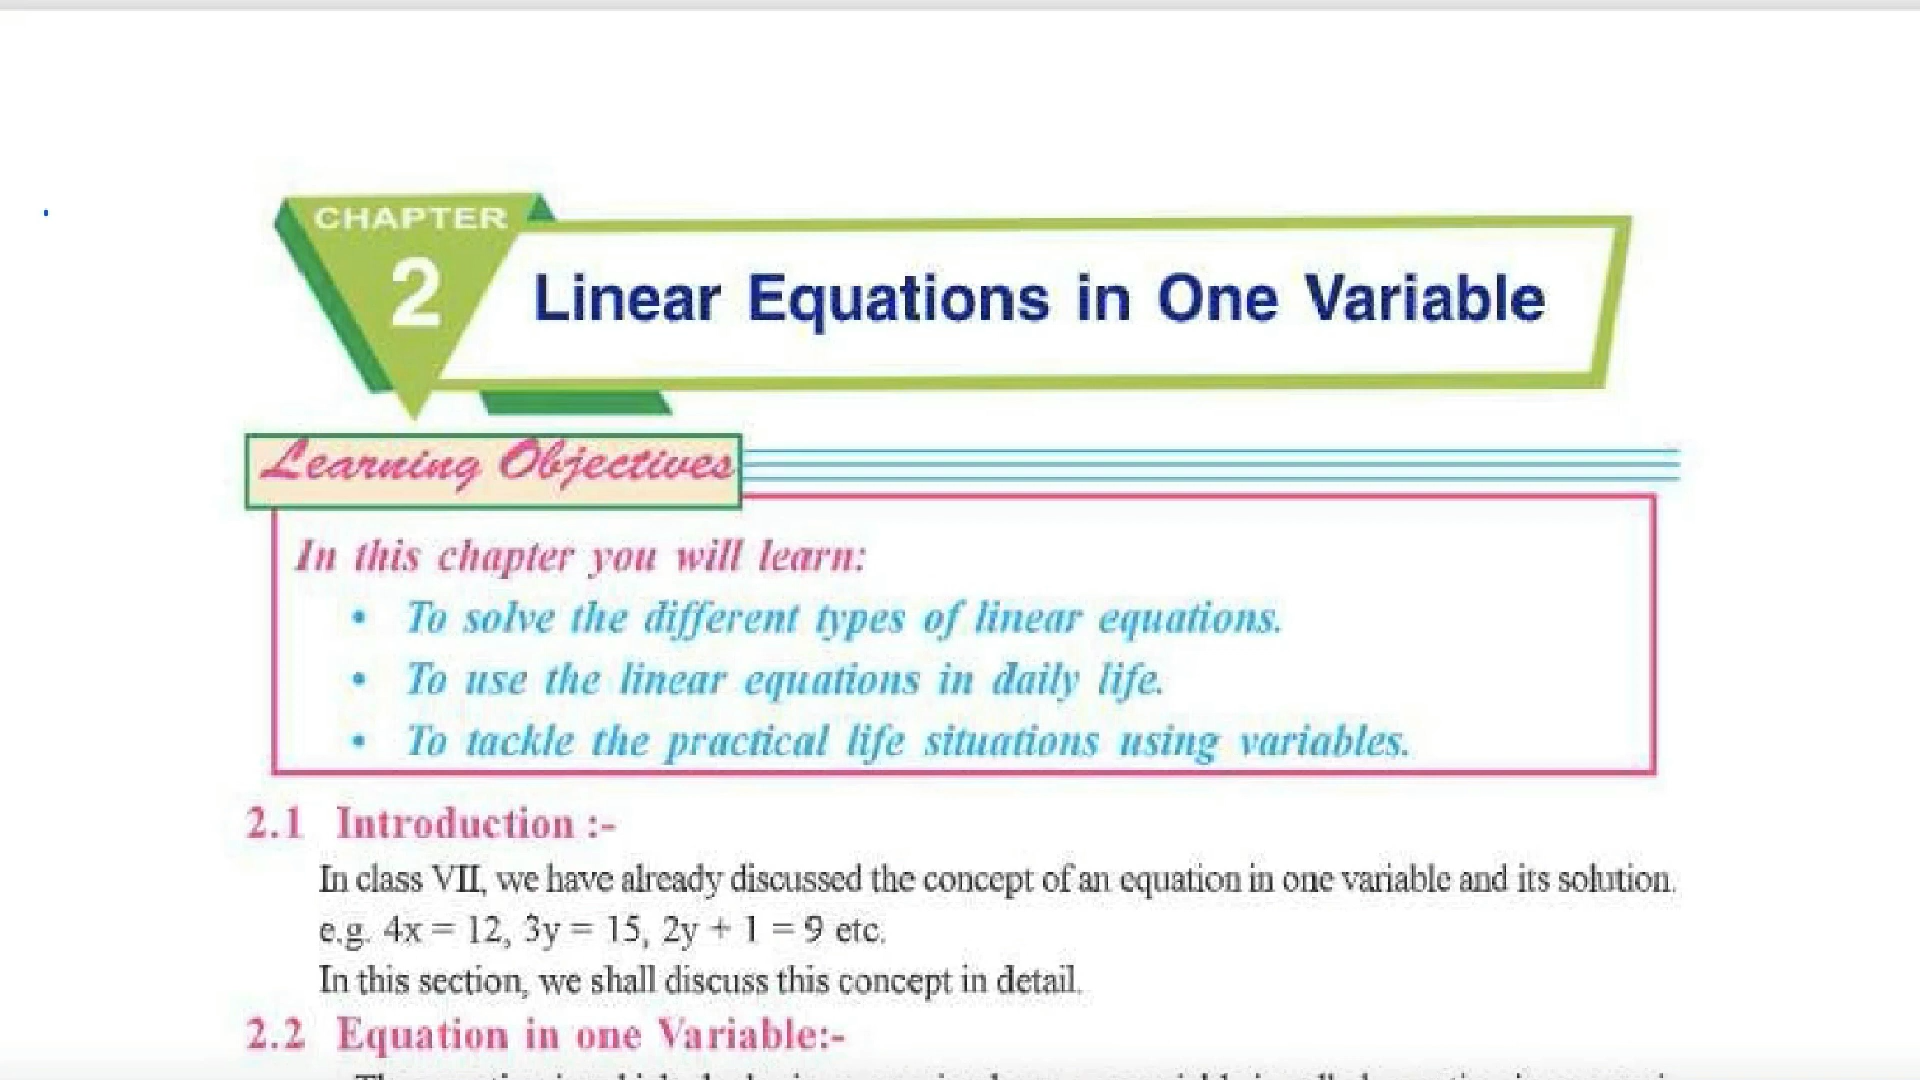 CHAPTER
2
Linear Equations in One Variable
Learning Objectives
In this chapter you will learn:
• To solve the different types of linear equations.
• To use the linear equations in daily life.
• To tackle the practical life situations using variables.
2.1 Introduction :-
In class VII, we have already discussed the concept of an equation in one variable and its solution.
e.g. 4x = 12, 3y = 15, 2y + 1 = 9 etc.
In this section, we shall discuss this concept in detail.
2.2 Equation in one Variable:-